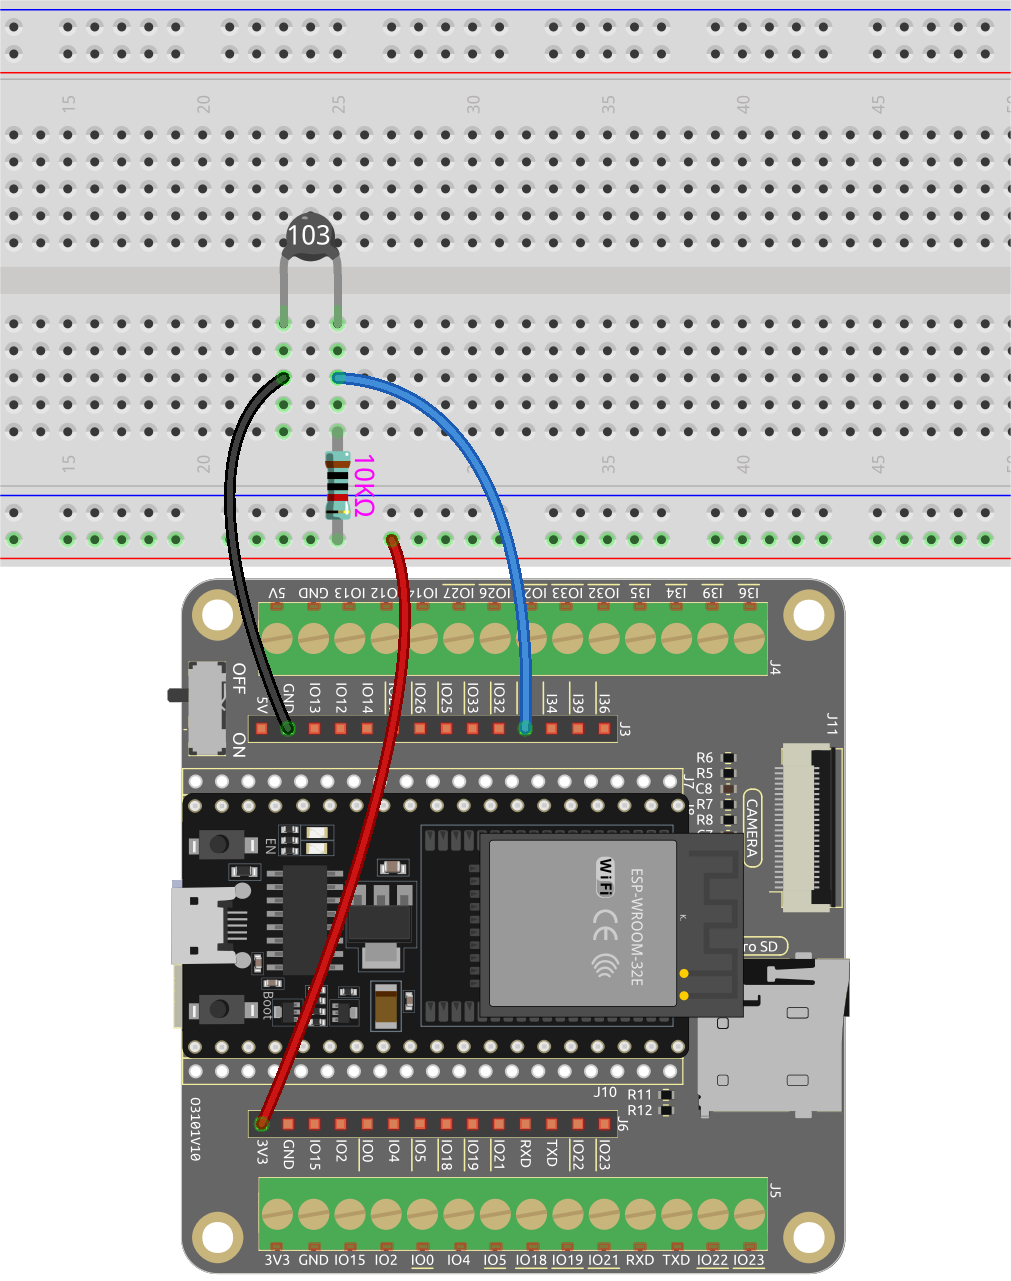 15 20 25 30 35 40 45
103
15 20 35 40 45
10KΩ
5V GND IO13 IO12 IO14 IO27 IO26 IO33 IO32 I35 I34 I39 I36
J4
OFF
ON
5V GND IO13 IO12 IO14 IO26 IO25 IO33 IO32 I34 I39 I36
J3
J11
J7
R6
R5
C8
R7
R8
CAMERA
EN
WiFi
CE
ESP-WROOM-32E
K.
ro SD
Boot
J10
R11
R12
O3101V10
J6
3V3 GND IO15 IO2 IO0 IO4 IO5 IO18 IO19 IO21 RXD TXD IO22 IO23
J5
3V3 GND IO15 IO2 IO0 IO4 IO5 IO18 IO19 IO21 RXD TXD IO22 IO23